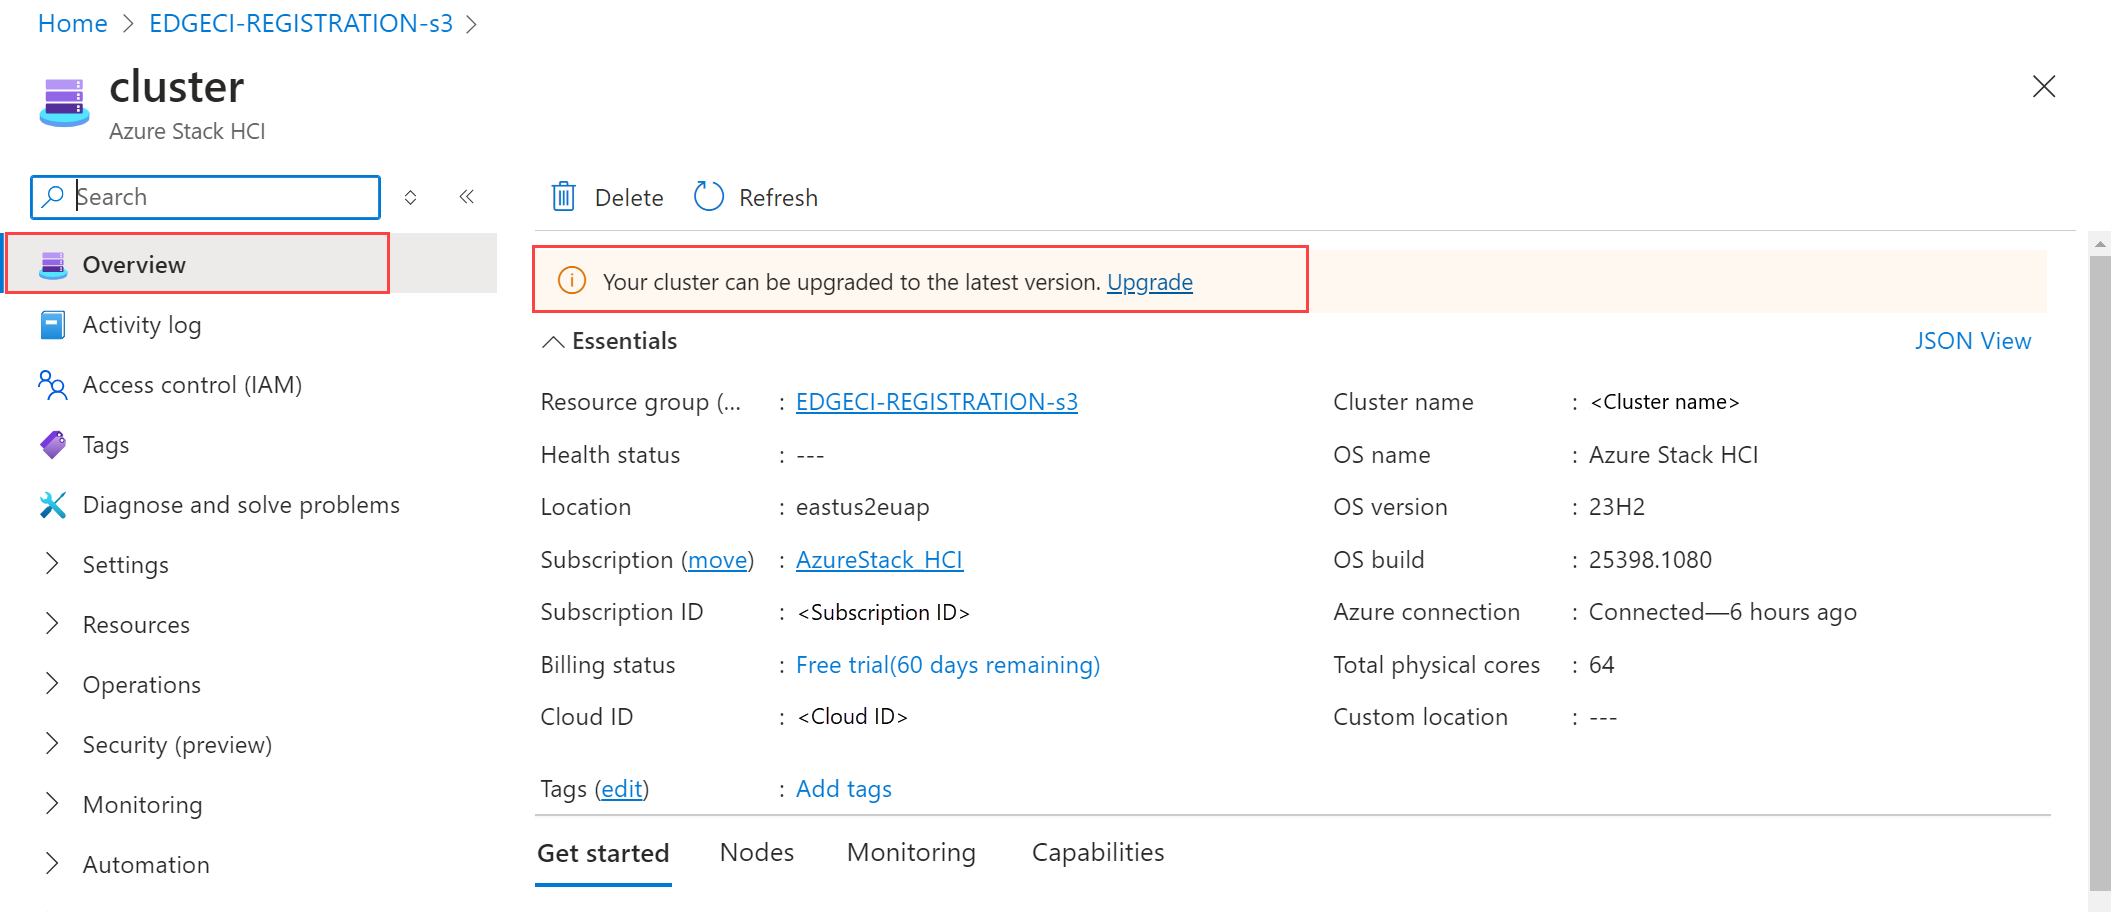 Home > EDGECI-REGISTRATION-s3 >
cluster
Azure Stack HCI
Search
Delete Refresh
Overview
Activity log
Access control (IAM)
Tags
Diagnose and solve problems
Settings
Resources
Operations
Security (preview)
Monitoring
Automation
Your cluster can be upgraded to the latest version. Upgrade
Essentials
JSON View
Resource group (... : EDGECI-REGISTRATION-s3
Health status : ---
Location : eastus2euap
Subscription (move) : AzureStack_HCI
Subscription ID : <Subscription ID>
Billing status : Free trial(60 days remaining)
Cloud ID : <Cloud ID>
Cluster name : <Cluster name>
OS name : Azure Stack HCI
OS version : 23H2
OS build : 25398.1080
Azure connection : Connected—6 hours ago
Total physical cores : 64
Custom location : ---
Tags (edit) : Add tags
Get started Nodes Monitoring Capabilities